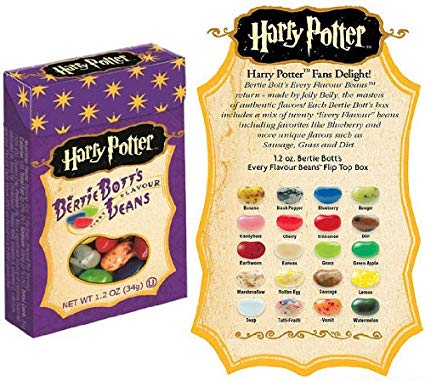 Harry Potter
BERTIE BOTT'S
EVERY FLAVOUR
BEANS
NET WT 1.2 OZ (34g) U
Harry Potter™
Harry Potter™ Fans Delight!
Bertie Bott's Every Flavour Beans™
return - made by Jelly Belly, the masters
of authentic flavors! Each Bertie Bott's box
includes a mix of twenty "Every Flavour" beans
including favorites like Blueberry and
more unique flavors such as
Sausage, Grass and Dirt.
1.2 oz. Bertie Bott's
Every Flavour Beans™ Flip Top Box
Banana Black Pepper Blueberry Booger
Candyfloss Cherry Cinnamon Dirt
Earthworm Earwax Grass Green Apple
Marshmallow Rotten Egg Sausage Lemon
Soap Tutti-Fruitti Vomit Watermelon